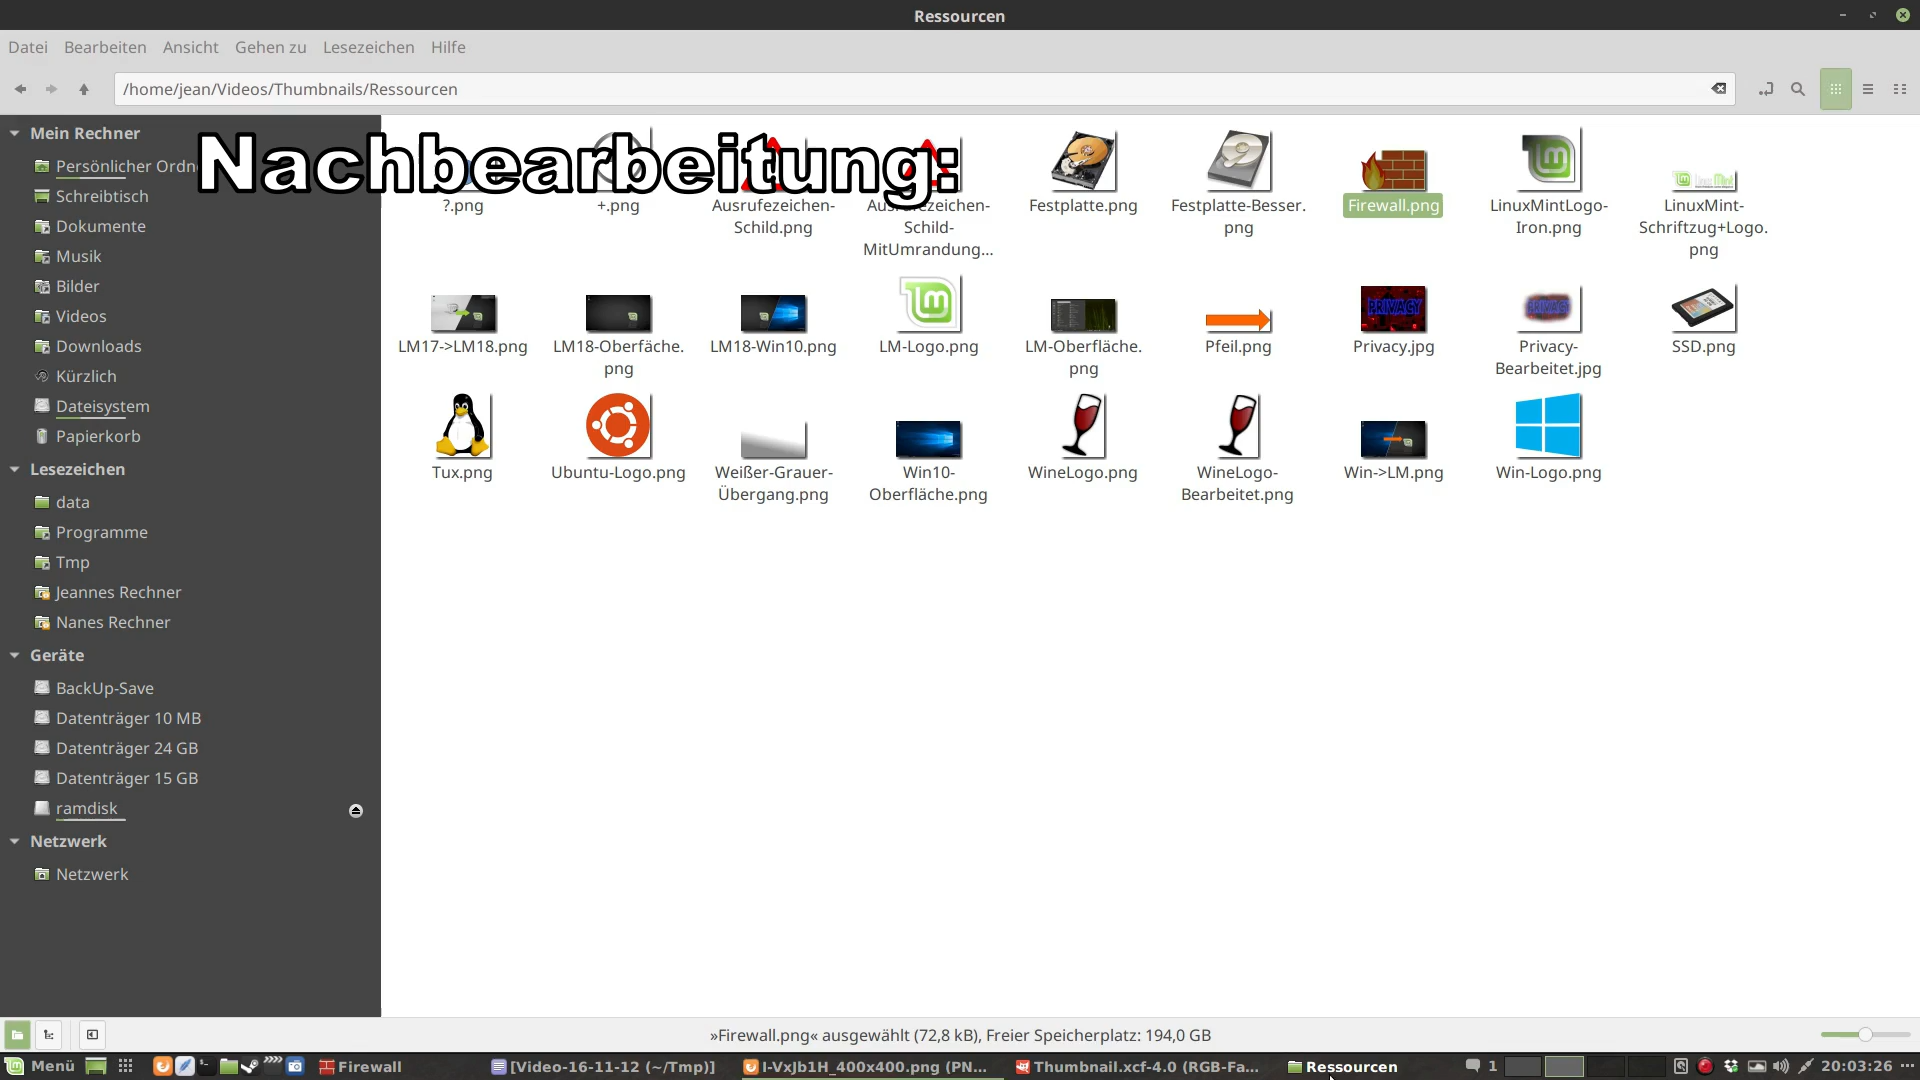 Ressourcen
Datei Bearbeiten Ansicht Gehen zu Lesezeichen Hilfe
/home/jean/Videos/Thumbnails/Ressourcen
Nachbearbeitung:
Mein Rechner
Persönlicher Ordn
Schreibtisch
Dokumente
Musik
Bilder
Videos
Downloads
Kürzlich
Dateisystem
Papierkorb
Lesezeichen
data
Programme
Tmp
Jeannes Rechner
Nanes Rechner
Geräte
BackUp-Save
Datenträger 10 MB
Datenträger 24 GB
Datenträger 15 GB
ramdisk
Netzwerk
Netzwerk
?.png
+.png
Ausrufezeichen-
Schild.png
Ausrufezeichen-
Schild-
MitUmrandung...
Festplatte.png
Festplatte-Besser.
png
Firewall.png
LinuxMintLogo-
Iron.png
LinuxMint-
Schriftzug+Logo.
png
LM17->LM18.png
LM18-Oberfäche.
png
LM18-Win10.png
LM-Logo.png
LM-Oberfläche.
png
Pfeil.png
PRIVACY
Privacy.jpg
PRIVACY
Privacy-
Bearbeitet.jpg
SSD.png
Tux.png
Ubuntu-Logo.png
Weißer-Grauer-
Übergang.png
Win10-
Oberfläche.png
WineLogo.png
WineLogo-
Bearbeitet.png
Win->LM.png
Win-Logo.png
»Firewall.png« ausgewählt (72,8 kB), Freier Speicherplatz: 194,0 GB
Menü Firewall [Video-16-11-12 (~/Tmp)] I-VxJb1H_400x400.png (PN... Thumbnail.xcf-4.0 (RGB-Fa... Ressourcen 1 20:03:26